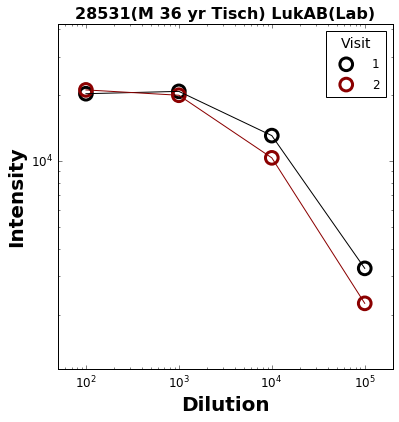 28531(M 36 yr Tisch) LukAB(Lab)
Visit
1
2
Intensity
10^4
10^2 10^3 10^4 10^5
Dilution